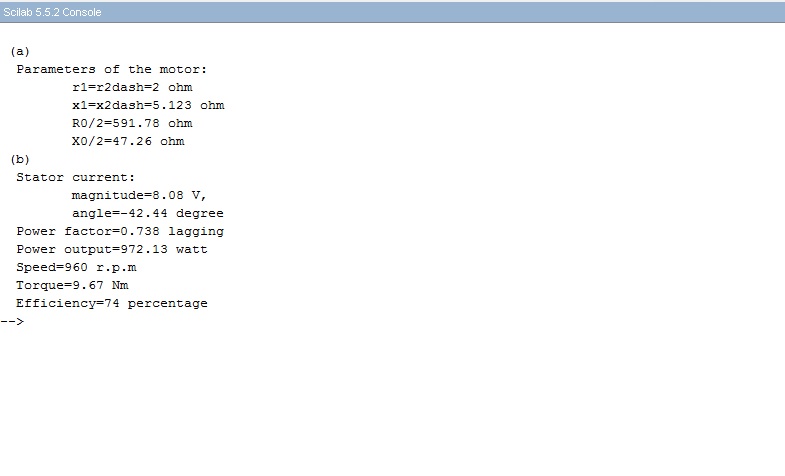 Scilab 5.5.2 Console
(a)
Parameters of the motor:
r1=r2dash=2 ohm
x1=x2dash=5.123 ohm
R0/2=591.78 ohm
X0/2=47.26 ohm
(b)
Stator current:
magnitude=8.08 V,
angle=-42.44 degree
Power factor=0.738 lagging
Power output=972.13 watt
Speed=960 r.p.m
Torque=9.67 Nm
Efficiency=74 percentage
-->